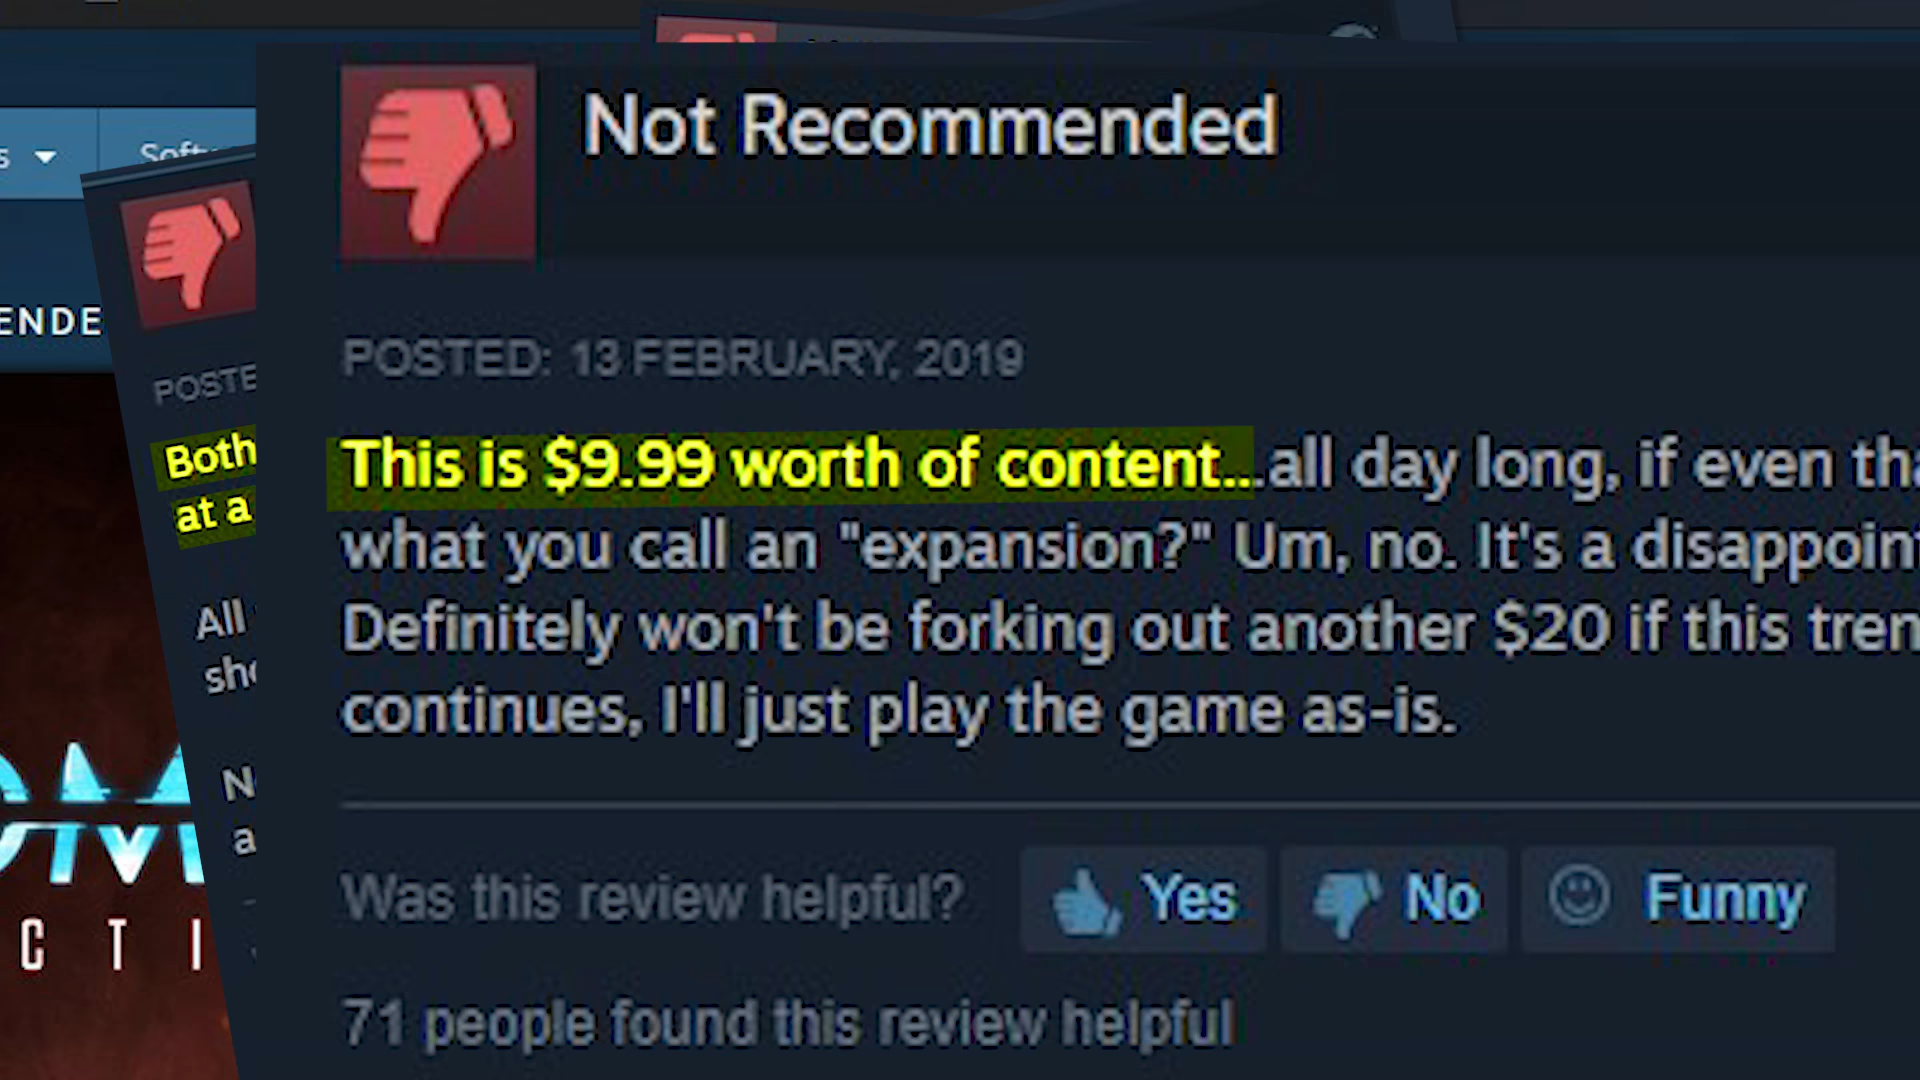 Not Recommended
POSTED: 13 FEBRUARY, 2019
This is $9.99 worth of content...all day long, if even
what you call an "expansion?" Um, no. It's a
Definitely won't be forking out another $20 if this
continues, I'll just play the game as-is.
Was this review helpful?
Yes
No
Funny
71 people found this review helpful
Both
at a
All